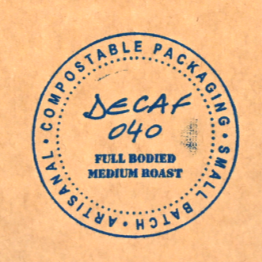 COMPOSTABLE PACKAGING • SMALL BATCH • ARTISANAL •
DECAF
040
FULL BODIED
MEDIUM ROAST